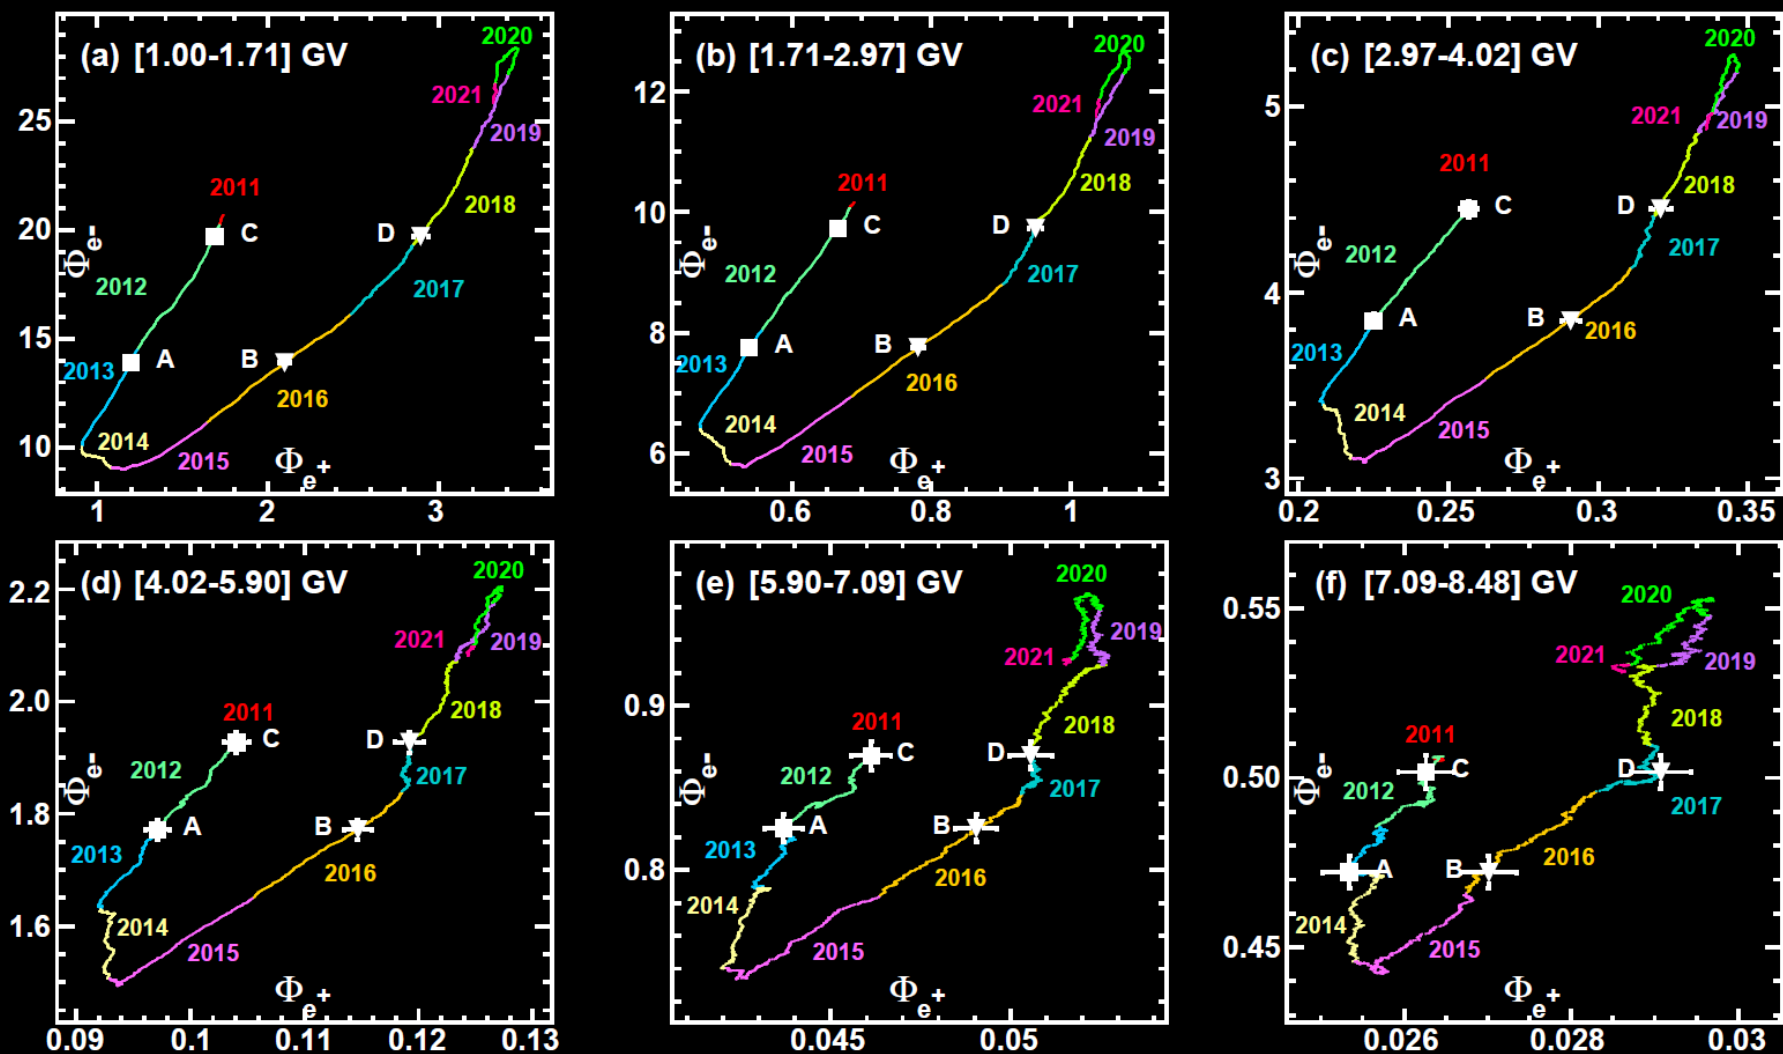 (a) [1.00-1.71] GV
2020
2021
2019
2011
C
2018
D
2012
2017
2013
A
B
2016
2014
2015
Φe-
Φe+
25
20
15
10
1
2
3
(b) [1.71-2.97] GV
2020
2021
2019
2011
2018
C
D
2012
2017
A
B
2013
2016
2014
2015
Φe-
Φe+
12
10
8
6
0.6
0.8
1
(c) [2.97-4.02] GV
2020
2021
2019
2011
2018
C
D
2012
2017
A
B
2016
2013
2014
2015
Φe-
Φe+
5
4
3
0.2
0.25
0.3
0.35
(d) [4.02-5.90] GV
2020
2021
2019
2011
2018
C
D
2012
2017
A
B
2013
2016
2014
2015
Φe-
Φe+
2.2
2.0
1.8
1.6
0.09
0.1
0.11
0.12
0.13
(e) [5.90-7.09] GV
2020
2019
2021
2011
2018
C
D
2012
2017
A
B
2013
2016
2014
2015
Φe-
Φe+
0.9
0.8
0.045
0.05
(f) [7.09-8.48] GV
2020
2021
2019
2018
2011
C
D
2012
2017
2016
A
B
2014
2015
Φe-
Φe+
0.55
0.50
0.45
0.026
0.028
0.03